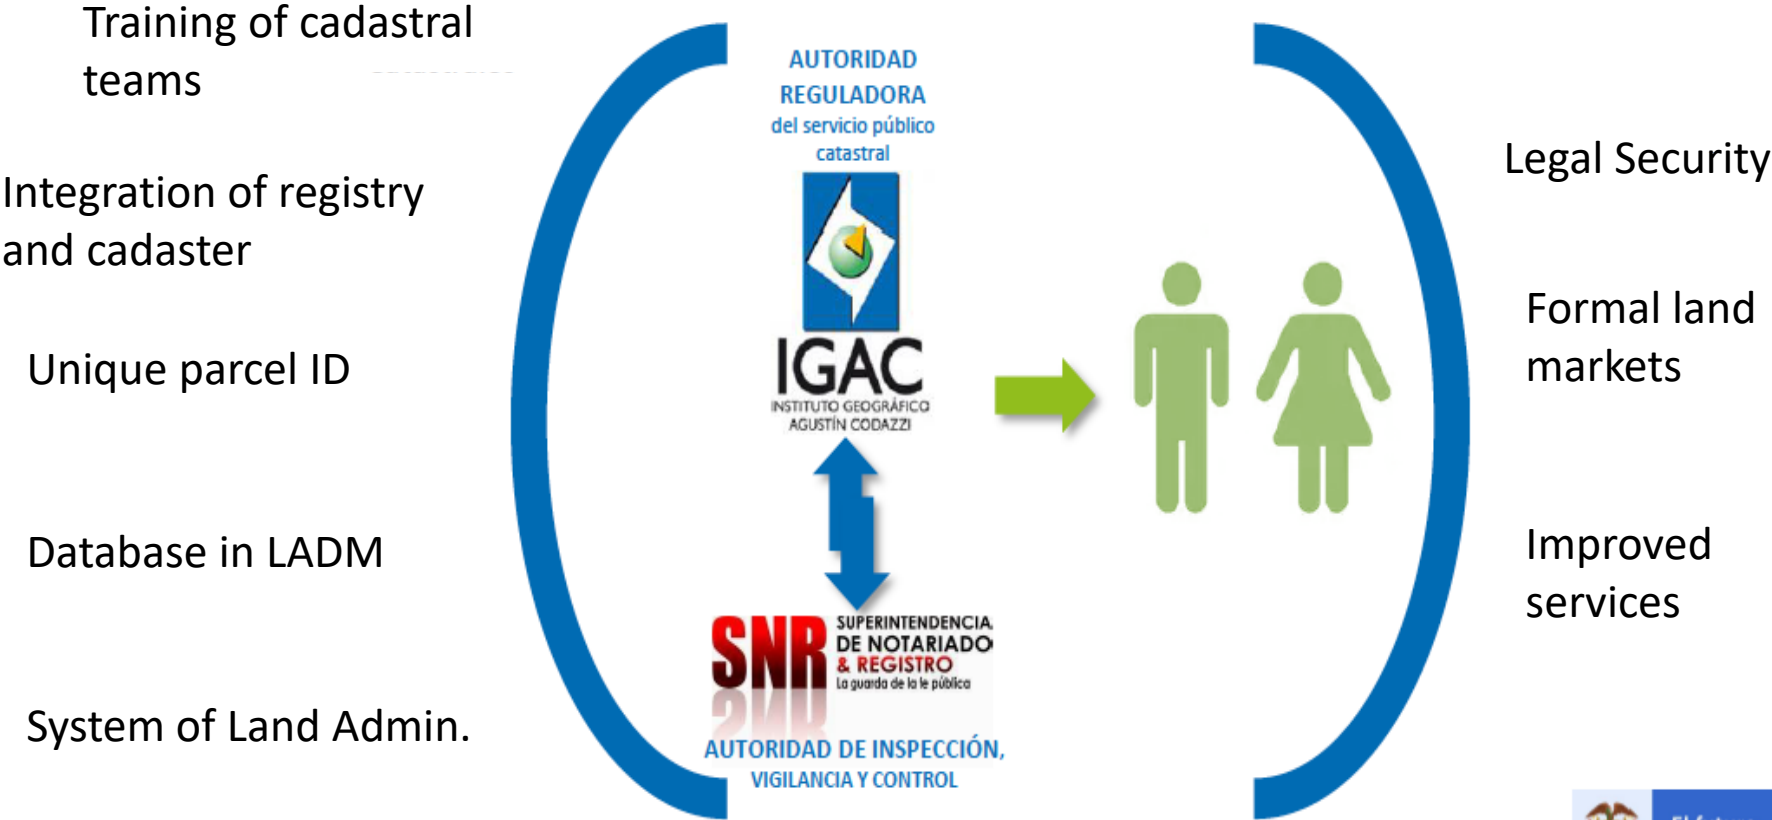 Training of cadastral
teams
Integration of registry
and cadaster
Unique parcel ID
Database in LADM
System of Land Admin.
AUTORIDAD
REGULADORA
del servicio público
catastral
IGAC
INSTITUTO GEOGRÁFICO
AGUSTÍN CODAZZI
SNR
SUPERINTENDENCIA
DE NOTARIADO
& REGISTRO
La guarda de la fe pública
AUTORIDAD DE INSPECCIÓN,
VIGILANCIA Y CONTROL
Legal Security
Formal land
markets
Improved
services